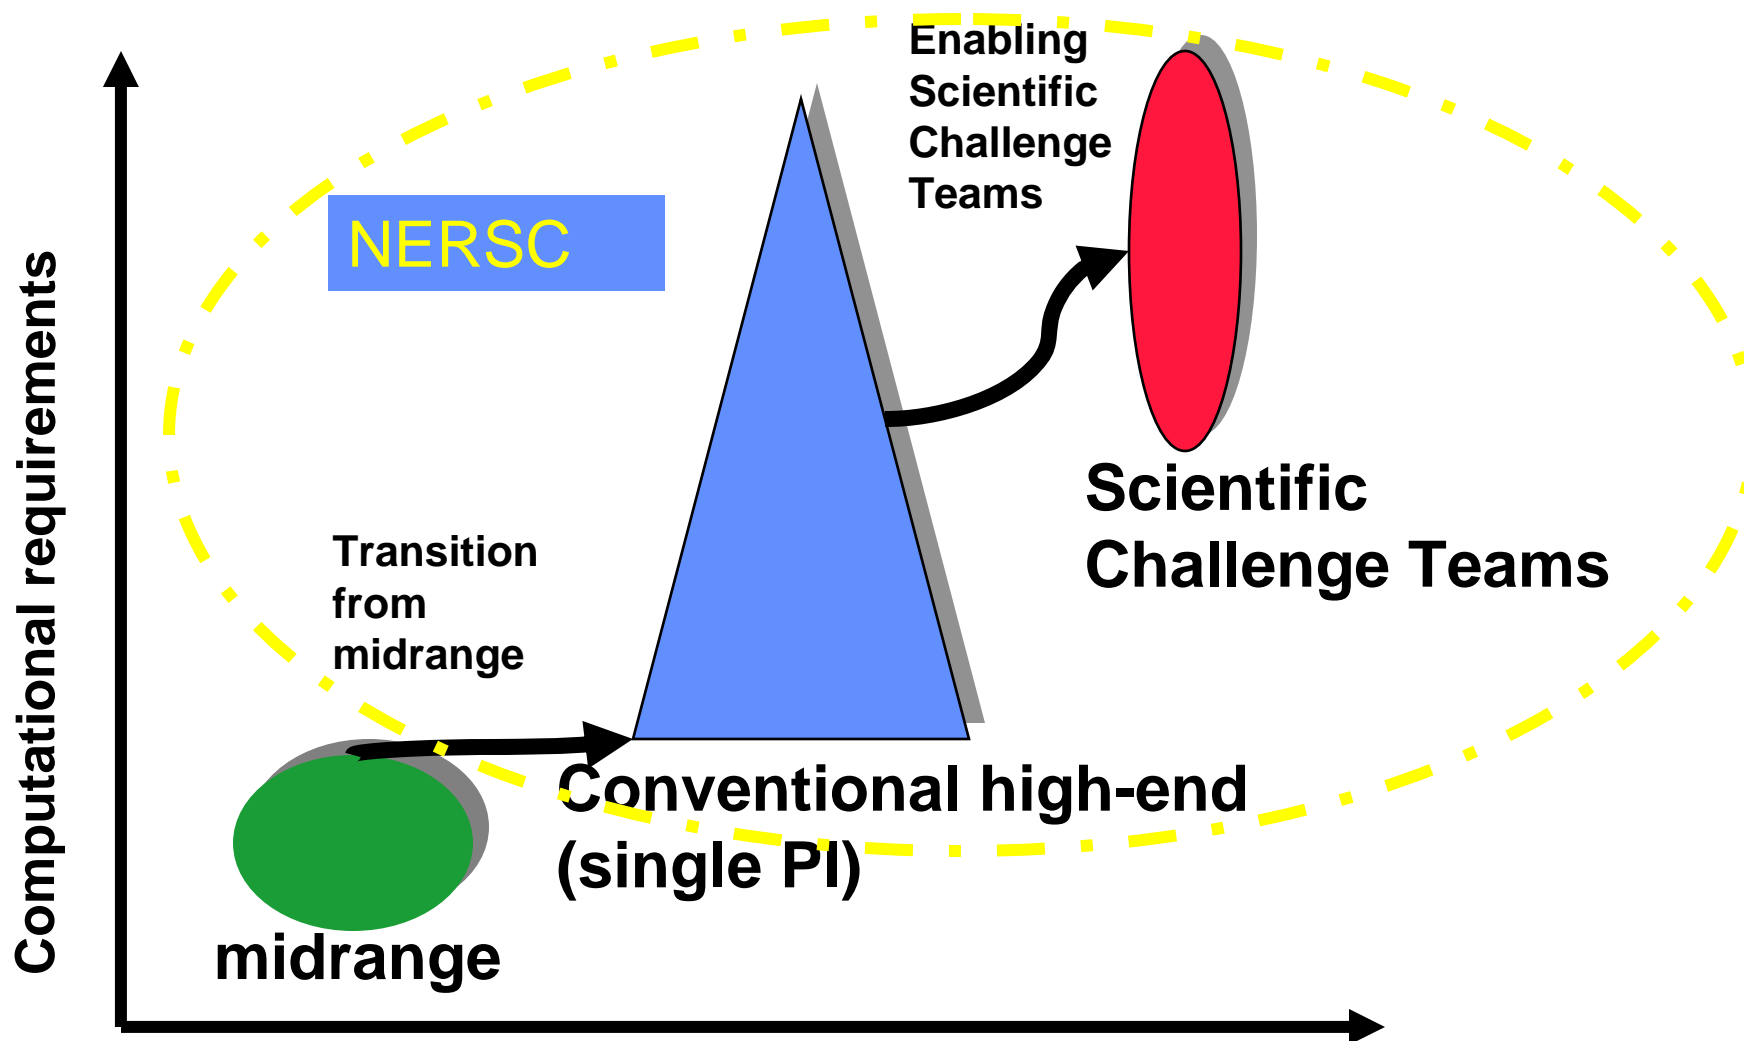 Enabling
Scientific
Challenge
Teams
NERSC
Computational requirements
Scientific
Challenge Teams
Transition
from
midrange
Conventional high-end
(single PI)
midrange